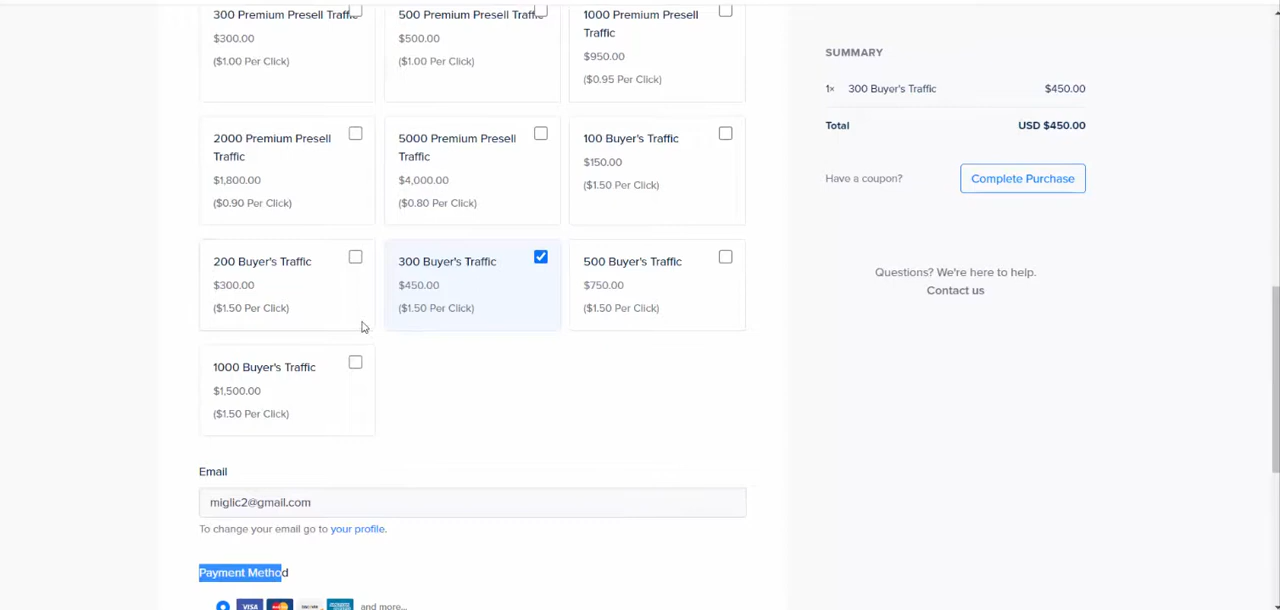 300 Premium Presell Traffic
$300.00
($1.00 Per Click)
500 Premium Presell Traffic
$500.00
($1.00 Per Click)
1000 Premium Presell
Traffic
$950.00
($0.95 Per Click)
2000 Premium Presell
Traffic
$1,800.00
($0.90 Per Click)
5000 Premium Presell
Traffic
$4,000.00
($0.80 Per Click)
100 Buyer's Traffic
$150.00
($1.50 Per Click)
200 Buyer's Traffic
$300.00
($1.50 Per Click)
300 Buyer's Traffic
$450.00
($1.50 Per Click)
500 Buyer's Traffic
$750.00
($1.50 Per Click)
1000 Buyer's Traffic
$1,500.00
($1.50 Per Click)
Email
miglic2@gmail.com
To change your email go to your profile.
Payment Method
VISA
and more...
SUMMARY
1× 300 Buyer's Traffic $450.00
Total USD $450.00
Have a coupon? Complete Purchase
Questions? We're here to help.
Contact us